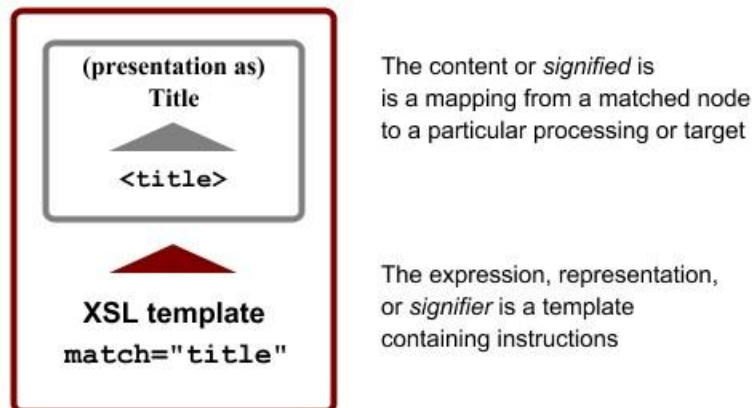 (presentation as)
Title
<title>
XSL template
match="title"
The content or signified is
is a mapping from a matched node
to a particular processing or target
The expression, representation,
or signifier is a template
containing instructions